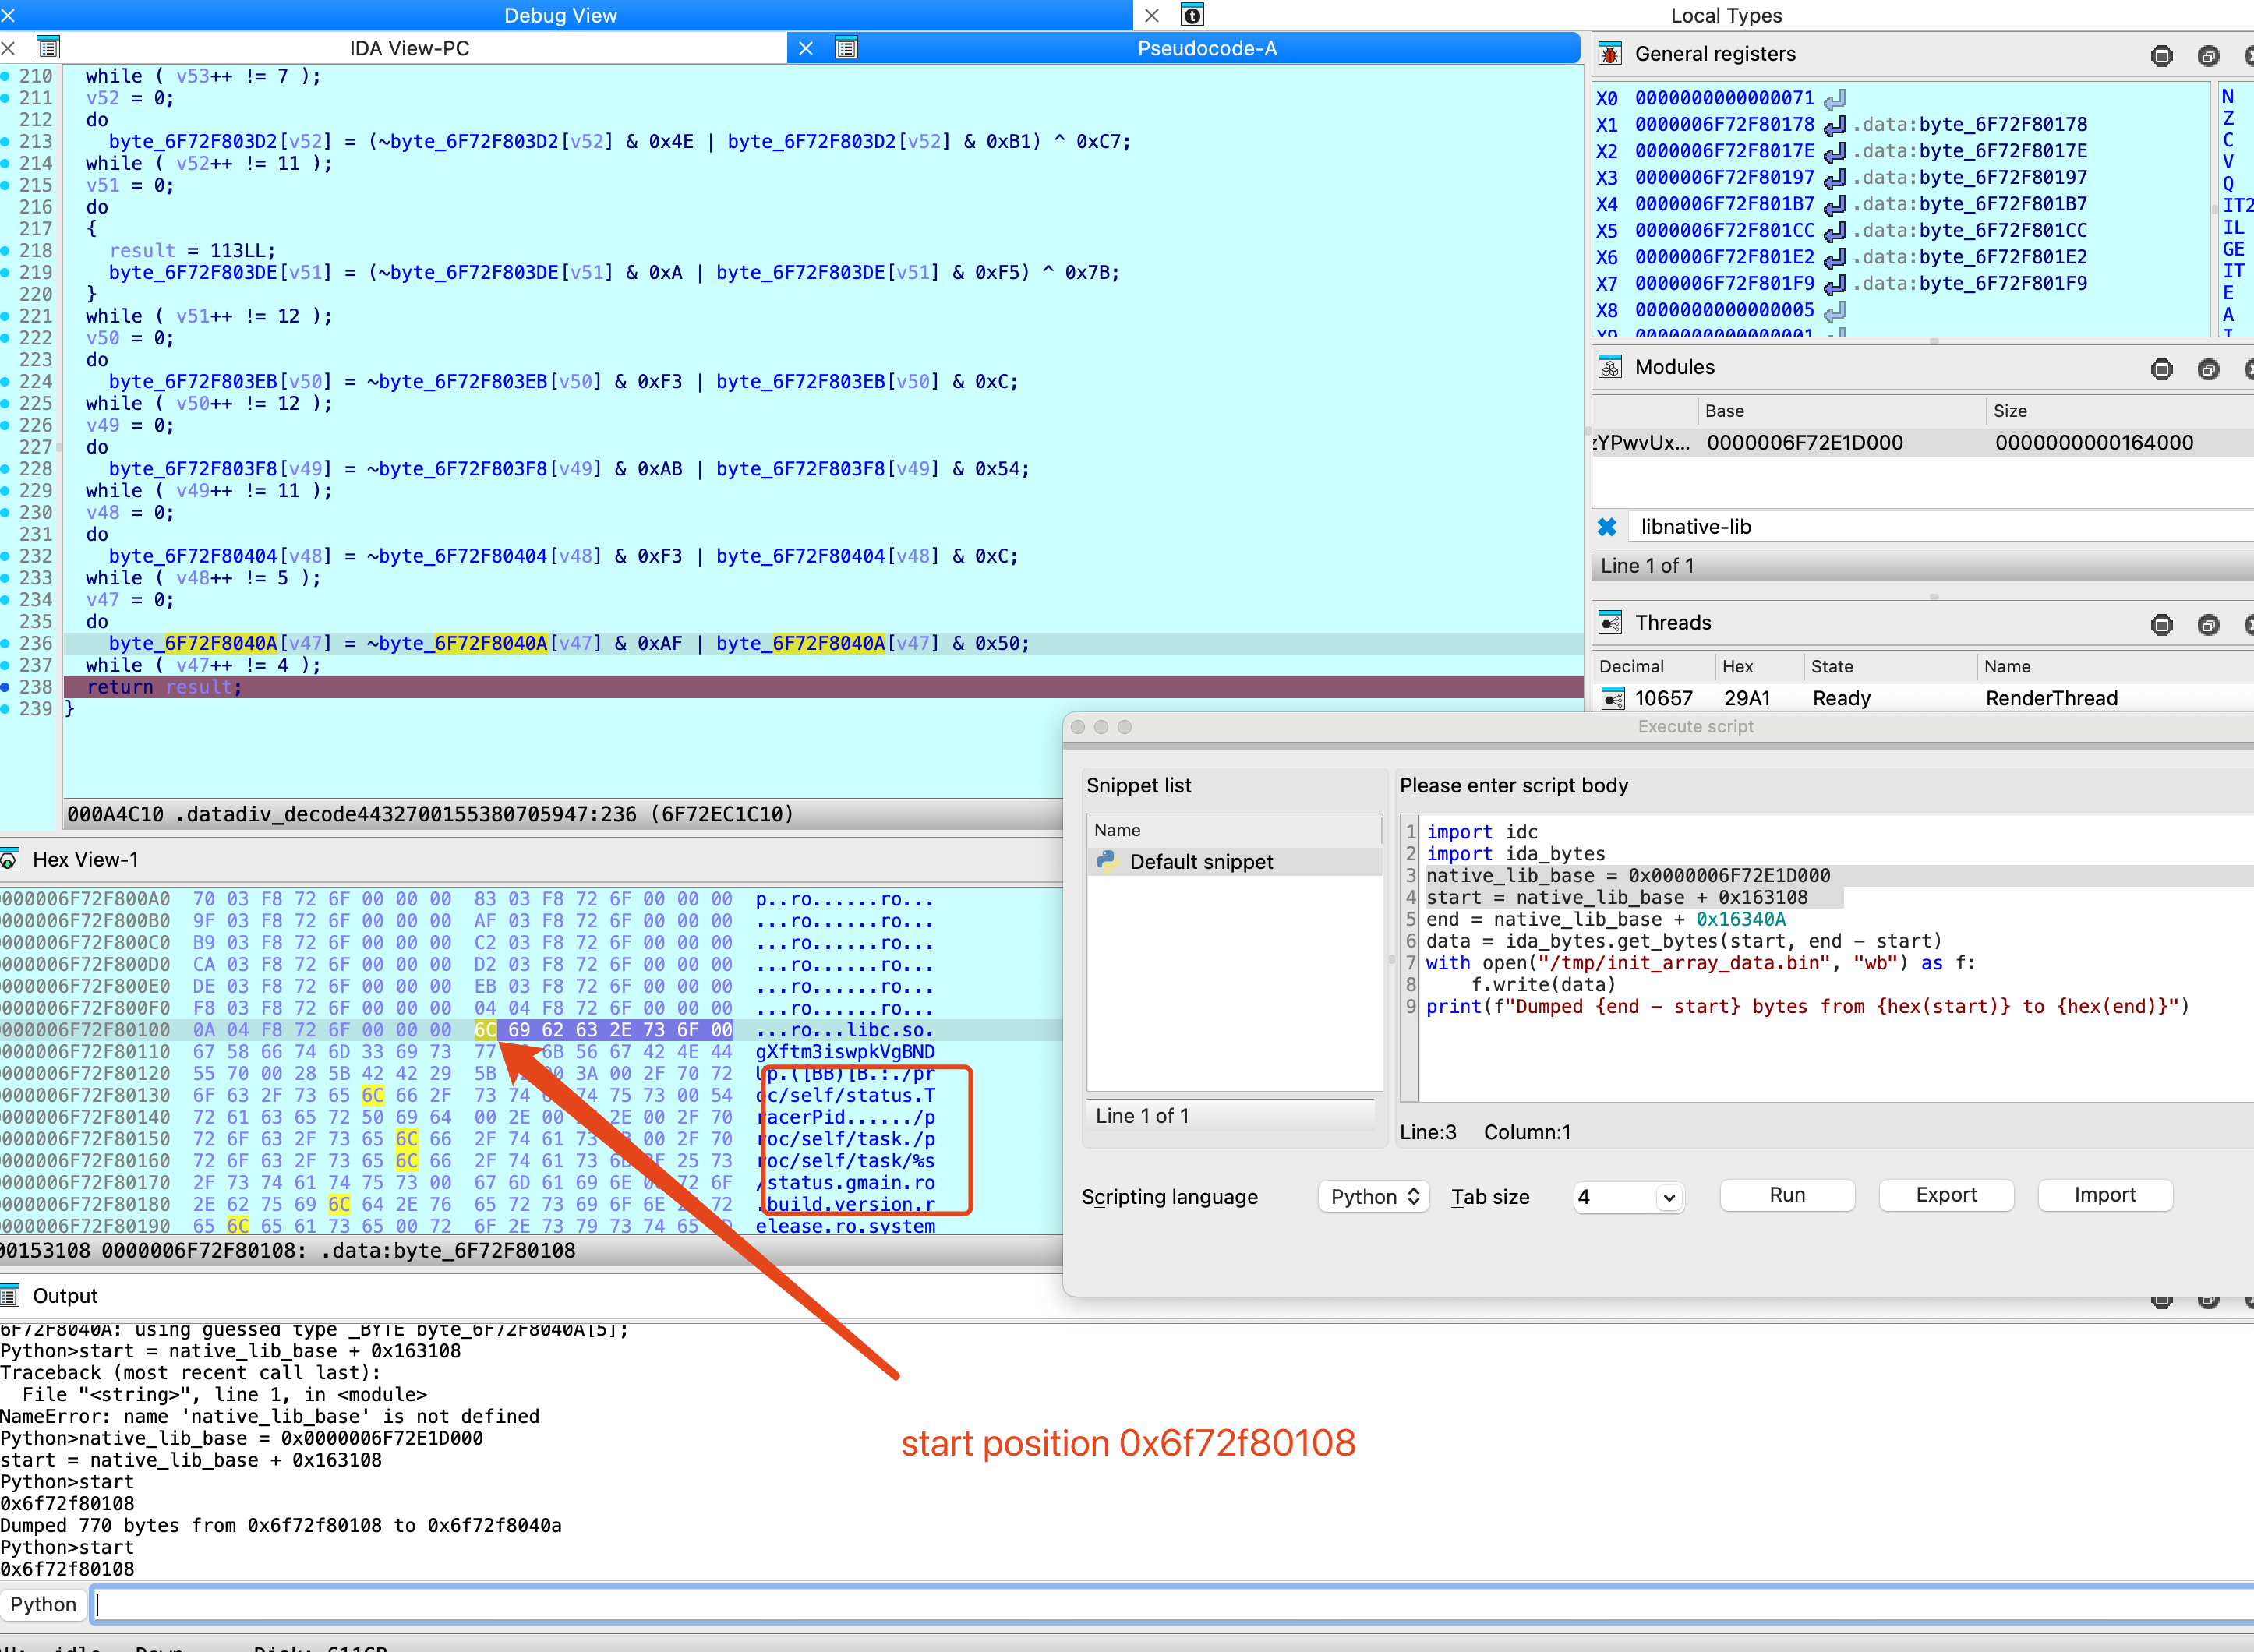 Debug View
Local Types
IDA View-PC
Pseudocode-A
210 while ( v53++ != 7 );
211 v52 = 0;
212 do
213 byte_6F72F803D2[v52] = (~byte_6F72F803D2[v52] & 0x4E | byte_6F72F803D2[v52] & 0xB1) ^ 0xC7;
214 while ( v52++ != 11 );
215 v51 = 0;
216 do
217 {
218 result = 113LL;
219 byte_6F72F803DE[v51] = (~byte_6F72F803DE[v51] & 0xA | byte_6F72F803DE[v51] & 0xF5) ^ 0x7B;
220 }
221 while ( v51++ != 12 );
222 v50 = 0;
223 do
224 byte_6F72F803EB[v50] = ~byte_6F72F803EB[v50] & 0xF3 | byte_6F72F803EB[v50] & 0xC;
225 while ( v50++ != 12 );
226 v49 = 0;
227 do
228 byte_6F72F803F8[v49] = ~byte_6F72F803F8[v49] & 0xAB | byte_6F72F803F8[v49] & 0x54;
229 while ( v49++ != 11 );
230 v48 = 0;
231 do
232 byte_6F72F80404[v48] = ~byte_6F72F80404[v48] & 0xF3 | byte_6F72F80404[v48] & 0xC;
233 while ( v48++ != 5 );
234 v47 = 0;
235 do
236 byte_6F72F8040A[v47] = ~byte_6F72F8040A[v47] & 0xAF | byte_6F72F8040A[v47] & 0x50;
237 while ( v47++ != 4 );
238 return result;
239 }
000A4C10 .datadiv_decode4432700155380705947:236 (6F72EC1C10)
General registers
X0 0000000000000071
X1 0000006F72F80178 .data:byte_6F72F80178
X2 0000006F72F8017E .data:byte_6F72F8017E
X3 0000006F72F80197 .data:byte_6F72F80197
X4 0000006F72F801B7 .data:byte_6F72F801B7
X5 0000006F72F801CC .data:byte_6F72F801CC
X6 0000006F72F801E2 .data:byte_6F72F801E2
X7 0000006F72F801F9 .data:byte_6F72F801F9
X8 0000000000000005
X9 0000000000000001
N
Z
C
V
Q
IT2
IL
GE
IT
E
A
I
Modules
Base Size
zYPwvUx... 0000006F72E1D000 0000000000164000
libnative-lib
Line 1 of 1
Threads
Decimal Hex State Name
10657 29A1 Ready RenderThread
Hex View-1
0000006F72F800A0 70 03 F8 72 6F 00 00 00 83 03 F8 72 6F 00 00 00 p..ro......ro...
0000006F72F800B0 9F 03 F8 72 6F 00 00 00 AF 03 F8 72 6F 00 00 00 ...ro......ro...
0000006F72F800C0 B9 03 F8 72 6F 00 00 00 C2 03 F8 72 6F 00 00 00 ...ro......ro...
0000006F72F800D0 CA 03 F8 72 6F 00 00 00 D2 03 F8 72 6F 00 00 00 ...ro......ro...
0000006F72F800E0 DE 03 F8 72 6F 00 00 00 EB 03 F8 72 6F 00 00 00 ...ro......ro...
0000006F72F800F0 F8 03 F8 72 6F 00 00 00 04 04 F8 72 6F 00 00 00 ...ro......ro...
0000006F72F80100 0A 04 F8 72 6F 00 00 00 6C 69 62 63 2E 73 6F 00 ...ro...libc.so.
0000006F72F80110 67 58 66 74 6D 33 69 73 77 6B 56 67 42 4E 44 gXftm3iswpkVgBND
0000006F72F80120 55 70 00 28 5B 42 42 29 5B 00 3A 00 2F 70 72 Up.([BB)[B.:./pr
0000006F72F80130 6F 63 2F 73 65 6C 66 2F 73 74 74 75 73 00 54 oc/self/status.T
0000006F72F80140 72 61 63 65 72 50 69 64 00 2E 00 2E 00 2F 70 racerPid....../p
0000006F72F80150 72 6F 63 2F 73 65 6C 66 2F 74 61 73 00 2F 70 roc/self/task./p
0000006F72F80160 72 6F 63 2F 73 65 6C 66 2F 74 61 73 6B 25 73 roc/self/task/%s
0000006F72F80170 2F 73 74 61 74 75 73 00 67 6D 61 69 6E 72 6F /status.gmain.ro
0000006F72F80180 2E 62 75 69 6C 64 2E 76 65 72 73 69 6F 6E 72 .build.version.r
0000006F72F80190 65 6C 65 61 73 65 00 72 6F 2E 73 79 73 74 65 elease.ro.system
00153108 0000006F72F80108: .data:byte_6F72F80108
Execute script
Snippet list
Name
Default snippet
Line 1 of 1
Please enter script body
1 import idc
2 import ida_bytes
3 native_lib_base = 0x0000006F72E1D000
4 start = native_lib_base + 0x163108
5 end = native_lib_base + 0x16340A
6 data = ida_bytes.get_bytes(start, end - start)
7 with open("/tmp/init_array_data.bin", "wb") as f:
8 f.write(data)
9 print(f"Dumped {end - start} bytes from {hex(start)} to {hex(end)}")
Line:3 Column:1
Scripting language Python Tab size 4 Run Export Import
Output
6F72F8040A: using guessed type _BYTE byte_6F72F8040A[5];
Python>start = native_lib_base + 0x163108
Traceback (most recent call last):
File "<string>", line 1, in <module>
NameError: name 'native_lib_base' is not defined
Python>native_lib_base = 0x0000006F72E1D000
start = native_lib_base + 0x163108
Python>start
0x6f72f80108
Dumped 770 bytes from 0x6f72f80108 to 0x6f72f8040a
Python>start
0x6f72f80108
start position 0x6f72f80108
Python